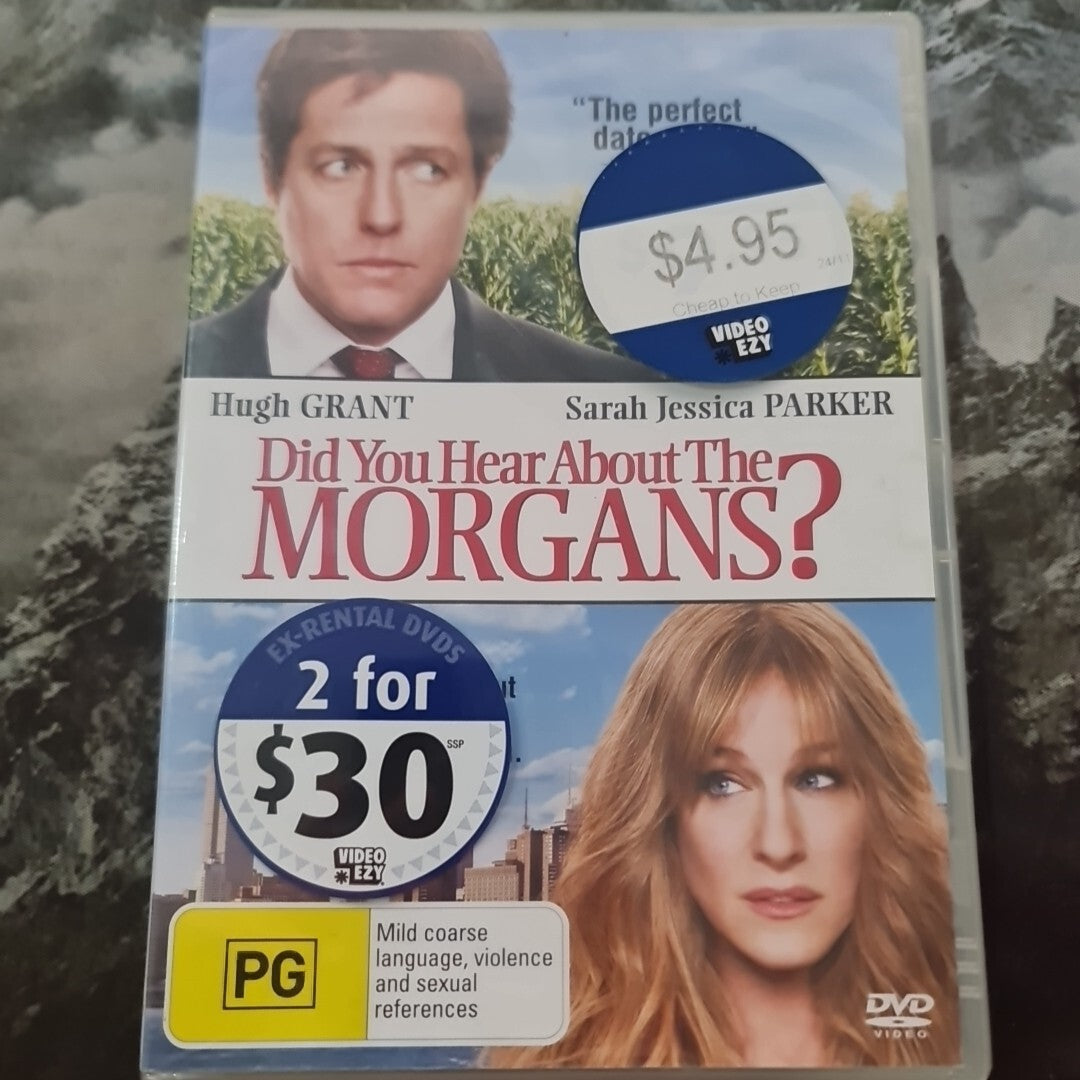 "The perfect
$4.95
24/11
Cheap to Keep
VIDEO
EZY
Hugh GRANT
Sarah Jessica PARKER
Did You Hear About The
MORGANS?
EX-RENTAL DVDS
2 for
$30 SSP
VIDEO
EZY
PG
Mild coarse
language, violence
and sexual
references
DVD
VIDEO